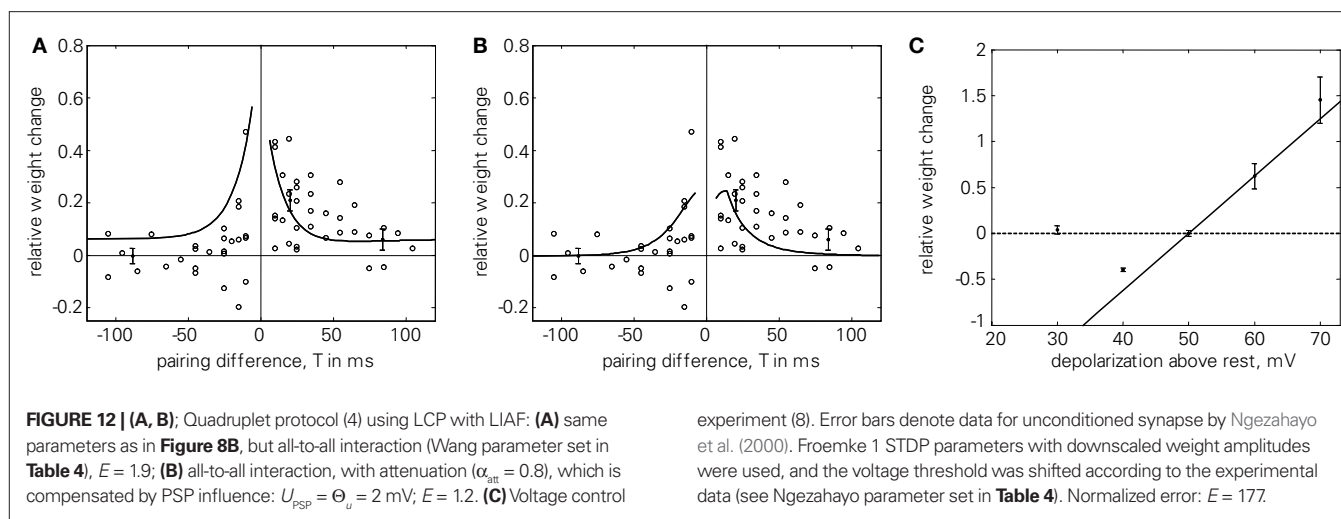 A
0.8
0.6
0.4
0.2
0
-0.2
relative weight change
-100
-50
0
50
100
pairing difference, T in ms
B
0.8
0.6
0.4
0.2
0
-0.2
relative weight change
-100
-50
0
50
100
pairing difference, T in ms
C
2
1.5
1
0.5
0
-0.5
-1
relative weight change
20
30
40
50
60
70
depolarization above rest, mV
FIGURE 12 | (A, B); Quadruplet protocol (4) using LCP with LIAF: (A) same
parameters as in Figure 8B, but all-to-all interaction (Wang parameter set in
Table 4), E = 1.9; (B) all-to-all interaction, with attenuation (αatt = 0.8), which is
compensated by PSP influence: UPSP = Θu = 2 mV; E = 1.2. (C) Voltage control
experiment (8). Error bars denote data for unconditioned synapse by Ngezahayo
et al. (2000). Froemke 1 STDP parameters with downscaled weight amplitudes
were used, and the voltage threshold was shifted according to the experimental
data (see Ngezahayo parameter set in Table 4). Normalized error: E = 177.